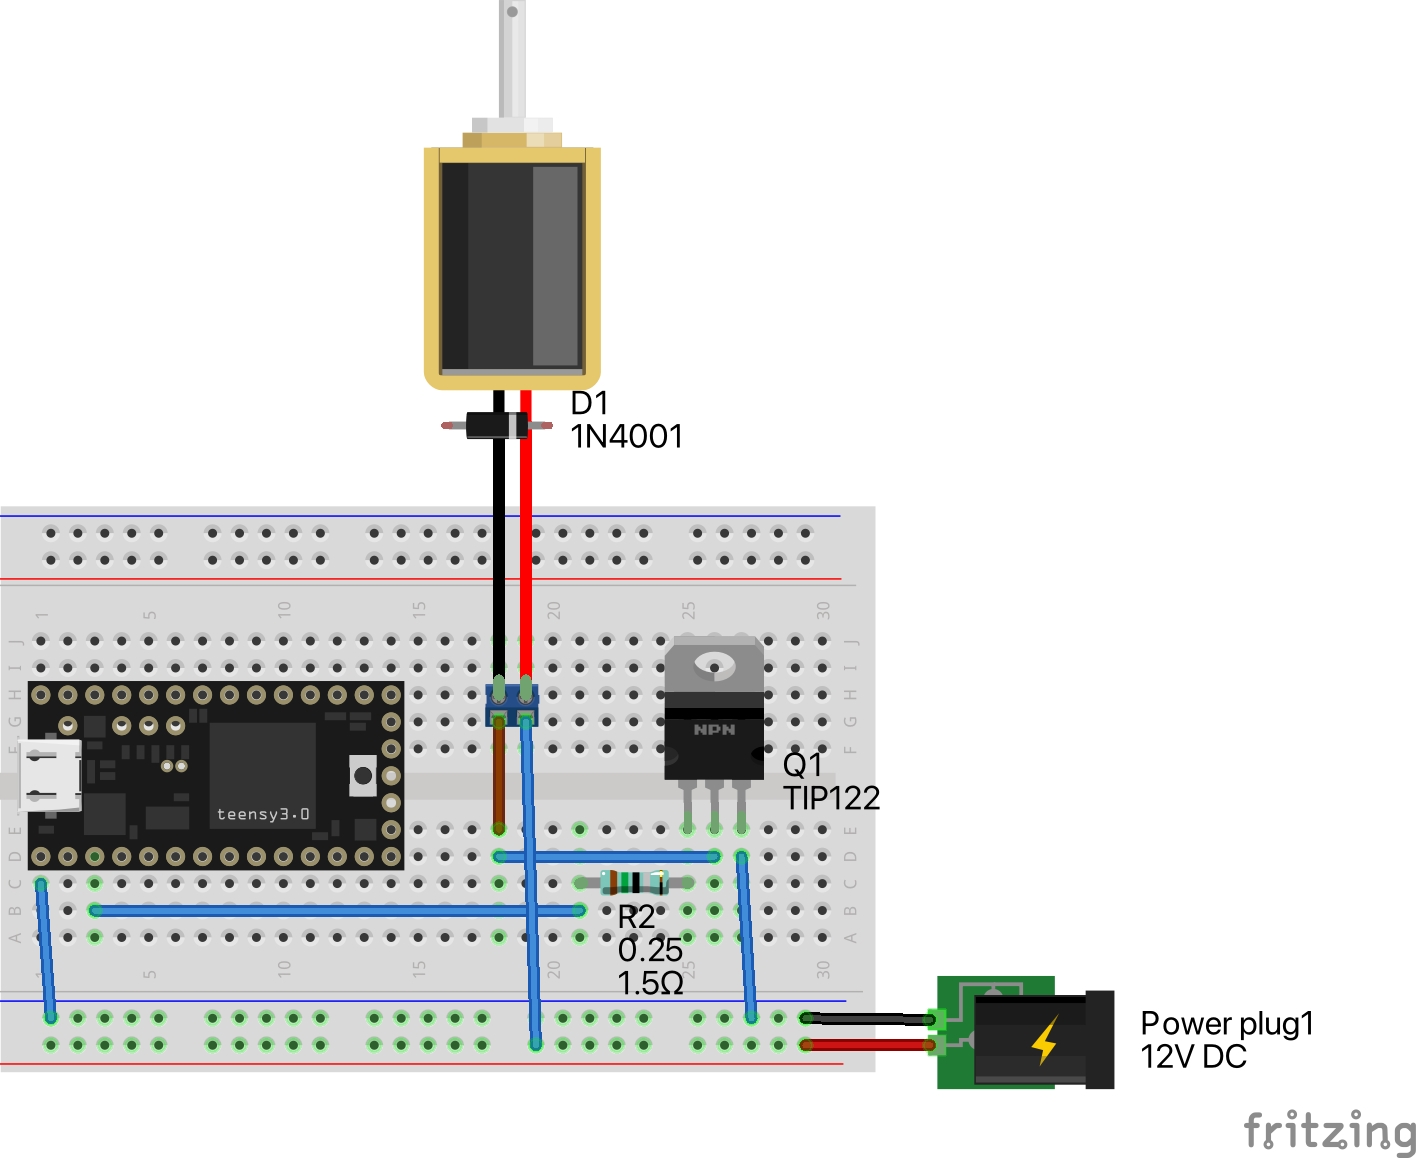 D1
1N4001
1 5 10 15 20 25 30
J J
I I
H H
G G
F F
NPN
Q1
TIP122
teensy3.0
E E
D D
C C
B B
R2
A A
0.25
1 5 10 15 20 25 30
1.5Ω
Power plug1
12V DC
fritzing